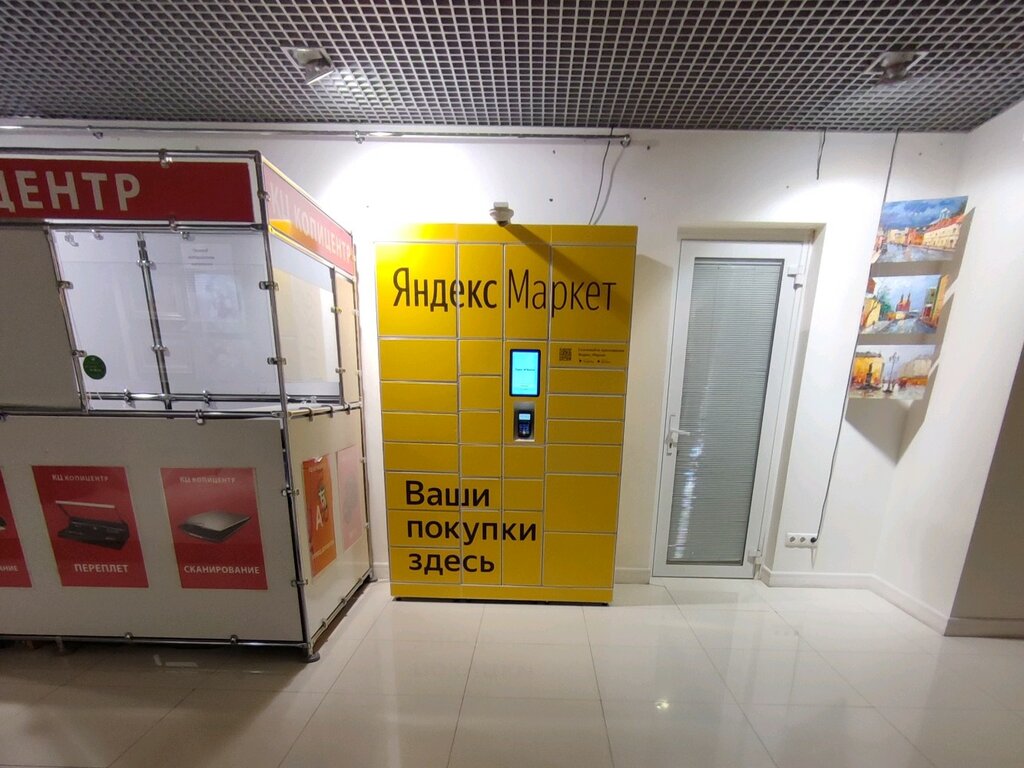 ЦЕНТР
КЦ КОПИЦЕНТР
Яндекс Маркет
Ваши
покупки
здесь
КЦ КОПИЦЕНТР
ПЕРЕПЛЕТ
КЦ КОПИЦЕНТР
СКАНИРОВАНИЕ